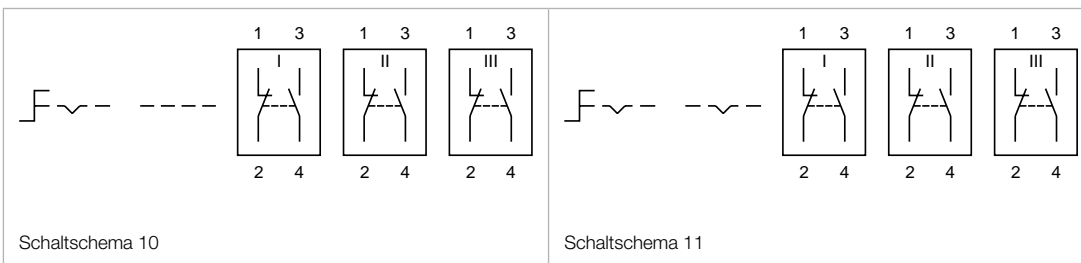 1 3 1 3 1 3
I II III
2 4 2 4 2 4
Schaltschema 10
1 3 1 3 1 3
I II III
2 4 2 4 2 4
Schaltschema 11